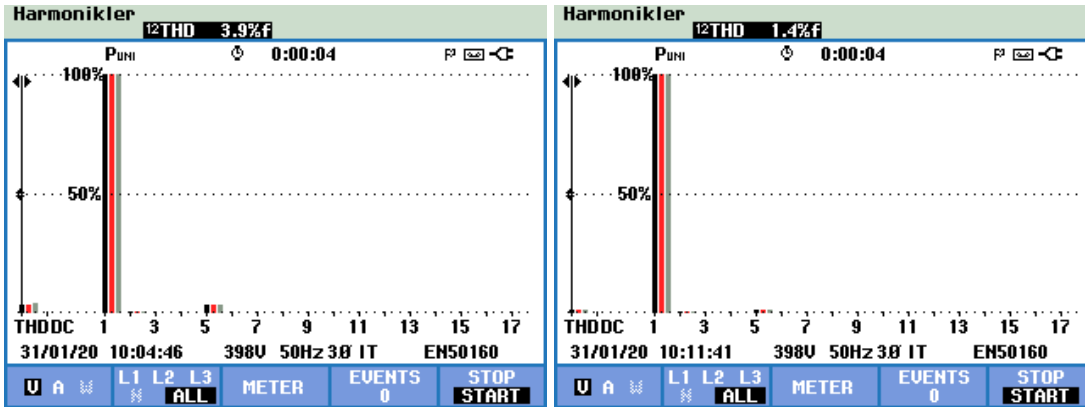 Harmonikler
12THD 3.9%f
PUNI 0:00:04
100%
50%
THDDC 1 3 5 7 9 11 13 15 17
31/01/20 10:04:46 398V 50Hz 3.0 IT EN50160
V A W L1 L2 L3 N ALL METER EVENTS 0 STOP START
Harmonikler
12THD 1.4%f
PUNI 0:00:04
100%
50%
THDDC 1 3 5 7 9 11 13 15 17
31/01/20 10:11:41 398V 50Hz 3.0 IT EN50160
V A W L1 L2 L3 N ALL METER EVENTS 0 STOP START